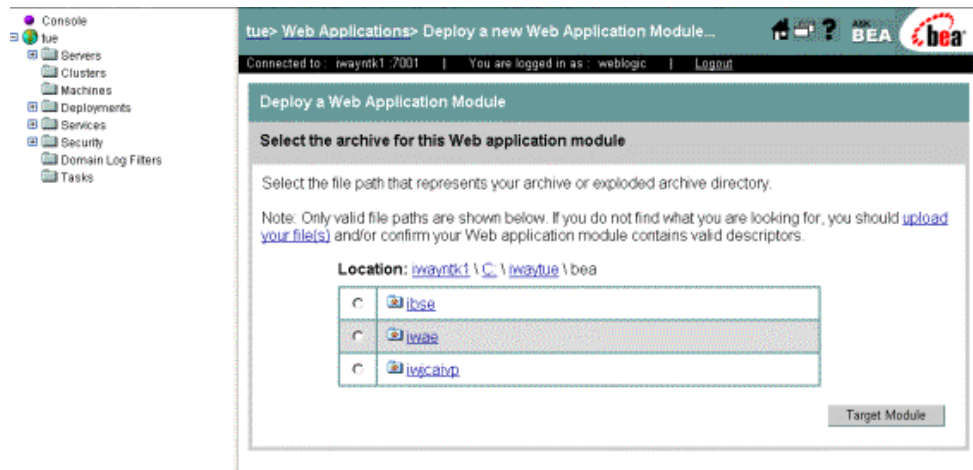 Console
tue
Servers
Clusters
Machines
Deployments
Services
Security
Domain Log Filters
Tasks
tue> Web Applications> Deploy a new Web Application Module...
? ASK BEA bea
Connected to : iwayntk1 :7001 | You are logged in as : weblogic | Logout
Deploy a Web Application Module
Select the archive for this Web application module
Select the file path that represents your archive or exploded archive directory.
Note: Only valid file paths are shown below. If you do not find what you are looking for, you should upload
your file(s) and/or confirm your Web application module contains valid descriptors.
Location: iwayntk1 \ C: \ iwaytue \ bea
ibse
iwae
iwjcaivp
Target Module